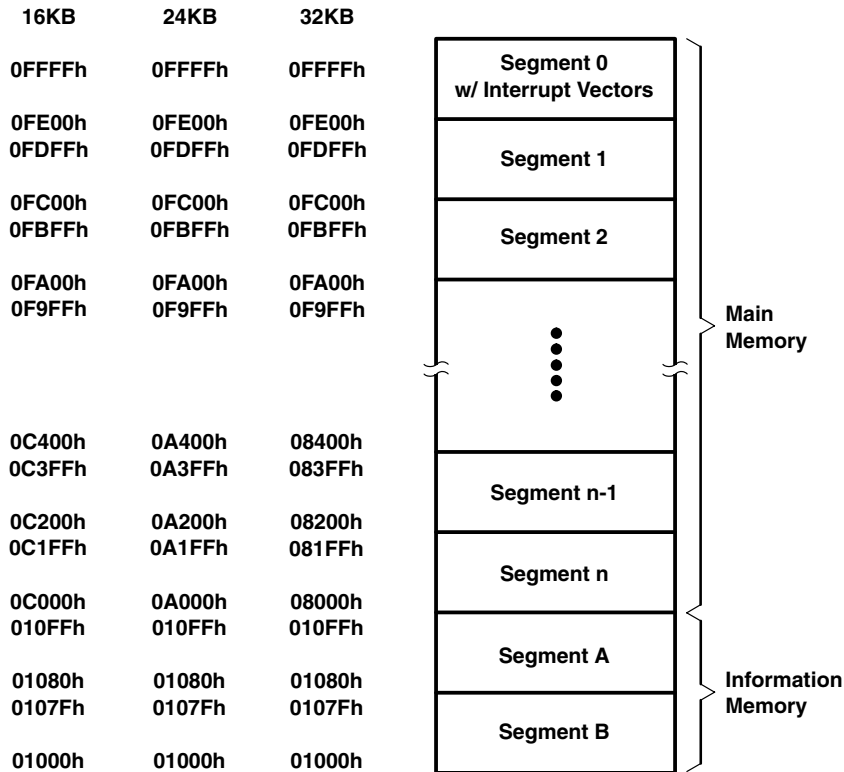 16KB 24KB 32KB
0FFFFh 0FFFFh 0FFFFh Segment 0
w/ Interrupt Vectors
0FE00h 0FE00h 0FE00h
0FDFFh 0FDFFh 0FDFFh
Segment 1
0FC00h 0FC00h 0FC00h
0FBFFh 0FBFFh 0FBFFh
Segment 2
0FA00h 0FA00h 0FA00h
0F9FFh 0F9FFh 0F9FFh
Main
Memory
0C400h 0A400h 08400h
0C3FFh 0A3FFh 083FFh
Segment n-1
0C200h 0A200h 08200h
0C1FFh 0A1FFh 081FFh
Segment n
0C000h 0A000h 08000h
010FFh 010FFh 010FFh
Segment A
01080h 01080h 01080h
0107Fh 0107Fh 0107Fh
Information
Memory
Segment B
01000h 01000h 01000h